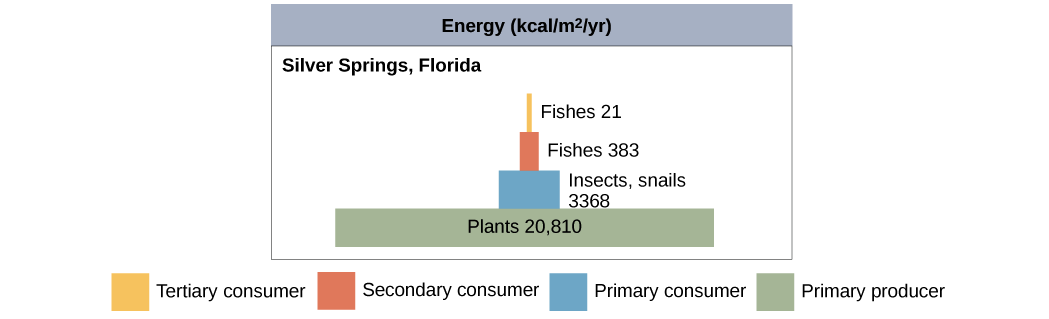 Energy (kcal/m²/yr)
Silver Springs, Florida
Fishes 21
Fishes 383
Insects, snails
3368
Plants 20,810
Tertiary consumer
Secondary consumer
Primary consumer
Primary producer